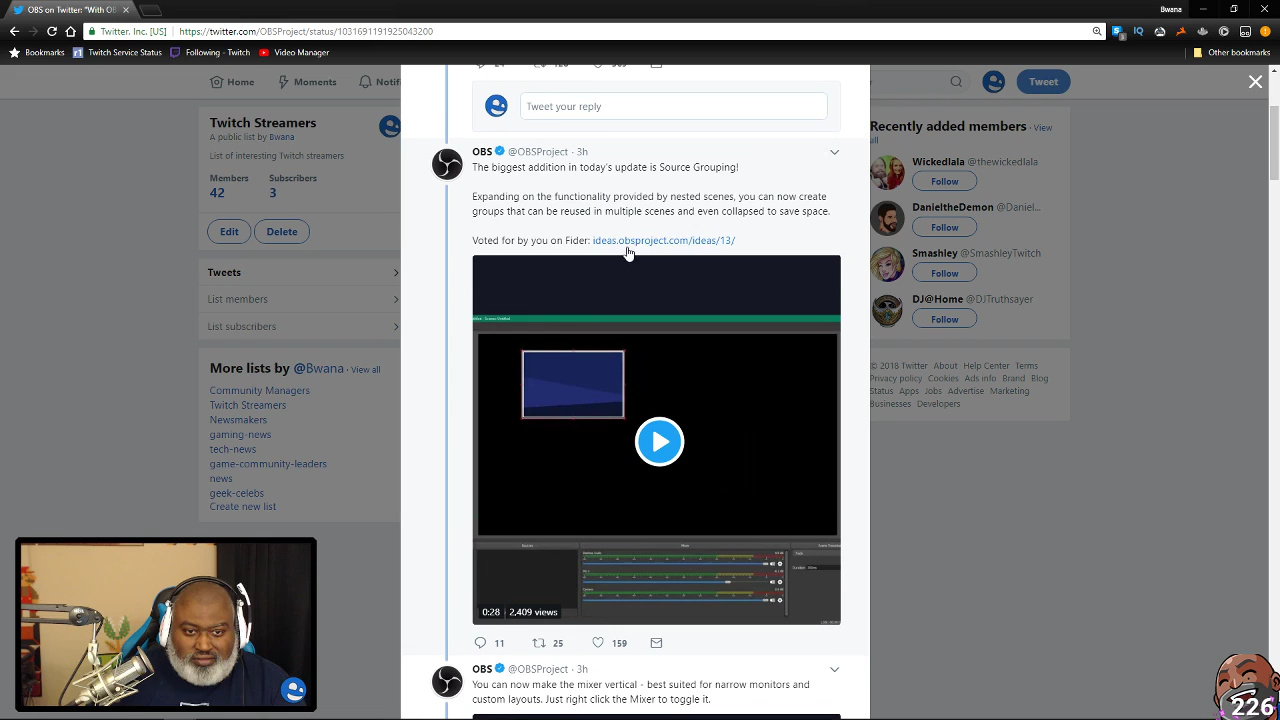 OBS on Twitter: "With OB
Bwana
Twitter, Inc. [US]
https://twitter.com/OBSProject/status/1031691191925043200
Bookmarks
Twitch Service Status
Following - Twitch
Video Manager
Other bookmarks
Home
Moments
Notifi
Tweet
Twitch Streamers
A public list by Bwana
List of interesting Twitch streamers
Members
Subscribers
42
3
Edit
Delete
Tweets
List members
List subscribers
More lists by @Bwana · View all
Community Managers
Twitch Streamers
Newsmakers
gaming-news
tech-news
game-community-leaders
news
geek-celebs
Create new list
Tweet your reply
OBS @OBSProject · 3h
The biggest addition in today's update is Source Grouping!
Expanding on the functionality provided by nested scenes, you can now create
groups that can be reused in multiple scenes and even collapsed to save space.
Voted for by you on Fider: ideas.obsproject.com/ideas/13/
0:28 · 2,409 views
11
25
159
OBS @OBSProject · 3h
You can now make the mixer vertical - best suited for narrow monitors and
custom layouts. Just right click the Mixer to toggle it.
Recently added members · View
all
Wickedlala @thewickedlala
Follow
DanieltheDemon @Daniel...
Follow
Smashley @SmashleyTwitch
Follow
DJ@Home @DJTruthsayer
Follow
© 2018 Twitter About Help Center Terms
Privacy policy Cookies Ads info Brand Blog
Status Apps Jobs Advertise Marketing
Businesses Developers
226